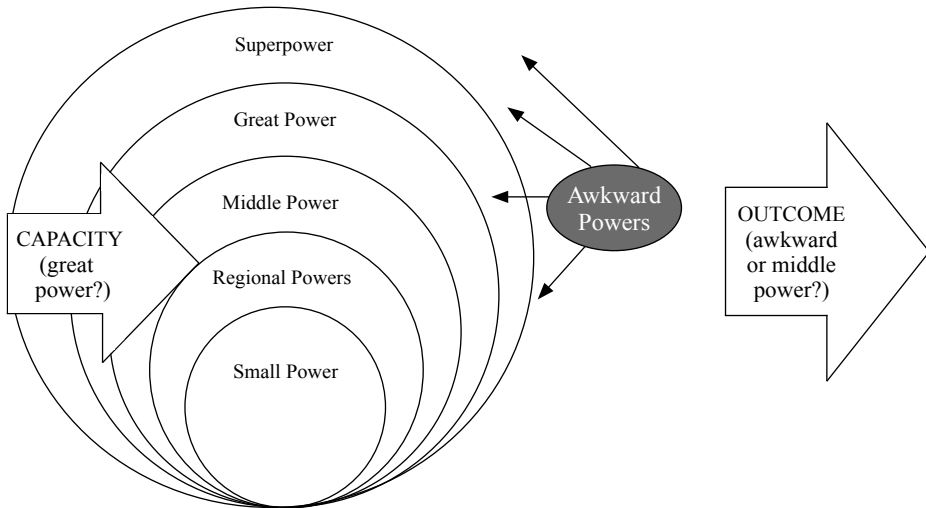 Superpower
Great Power
Middle Power
Regional Powers
Small Power
CAPACITY
(great
power?)
Awkward
Powers
OUTCOME
(awkward
or middle
power?)